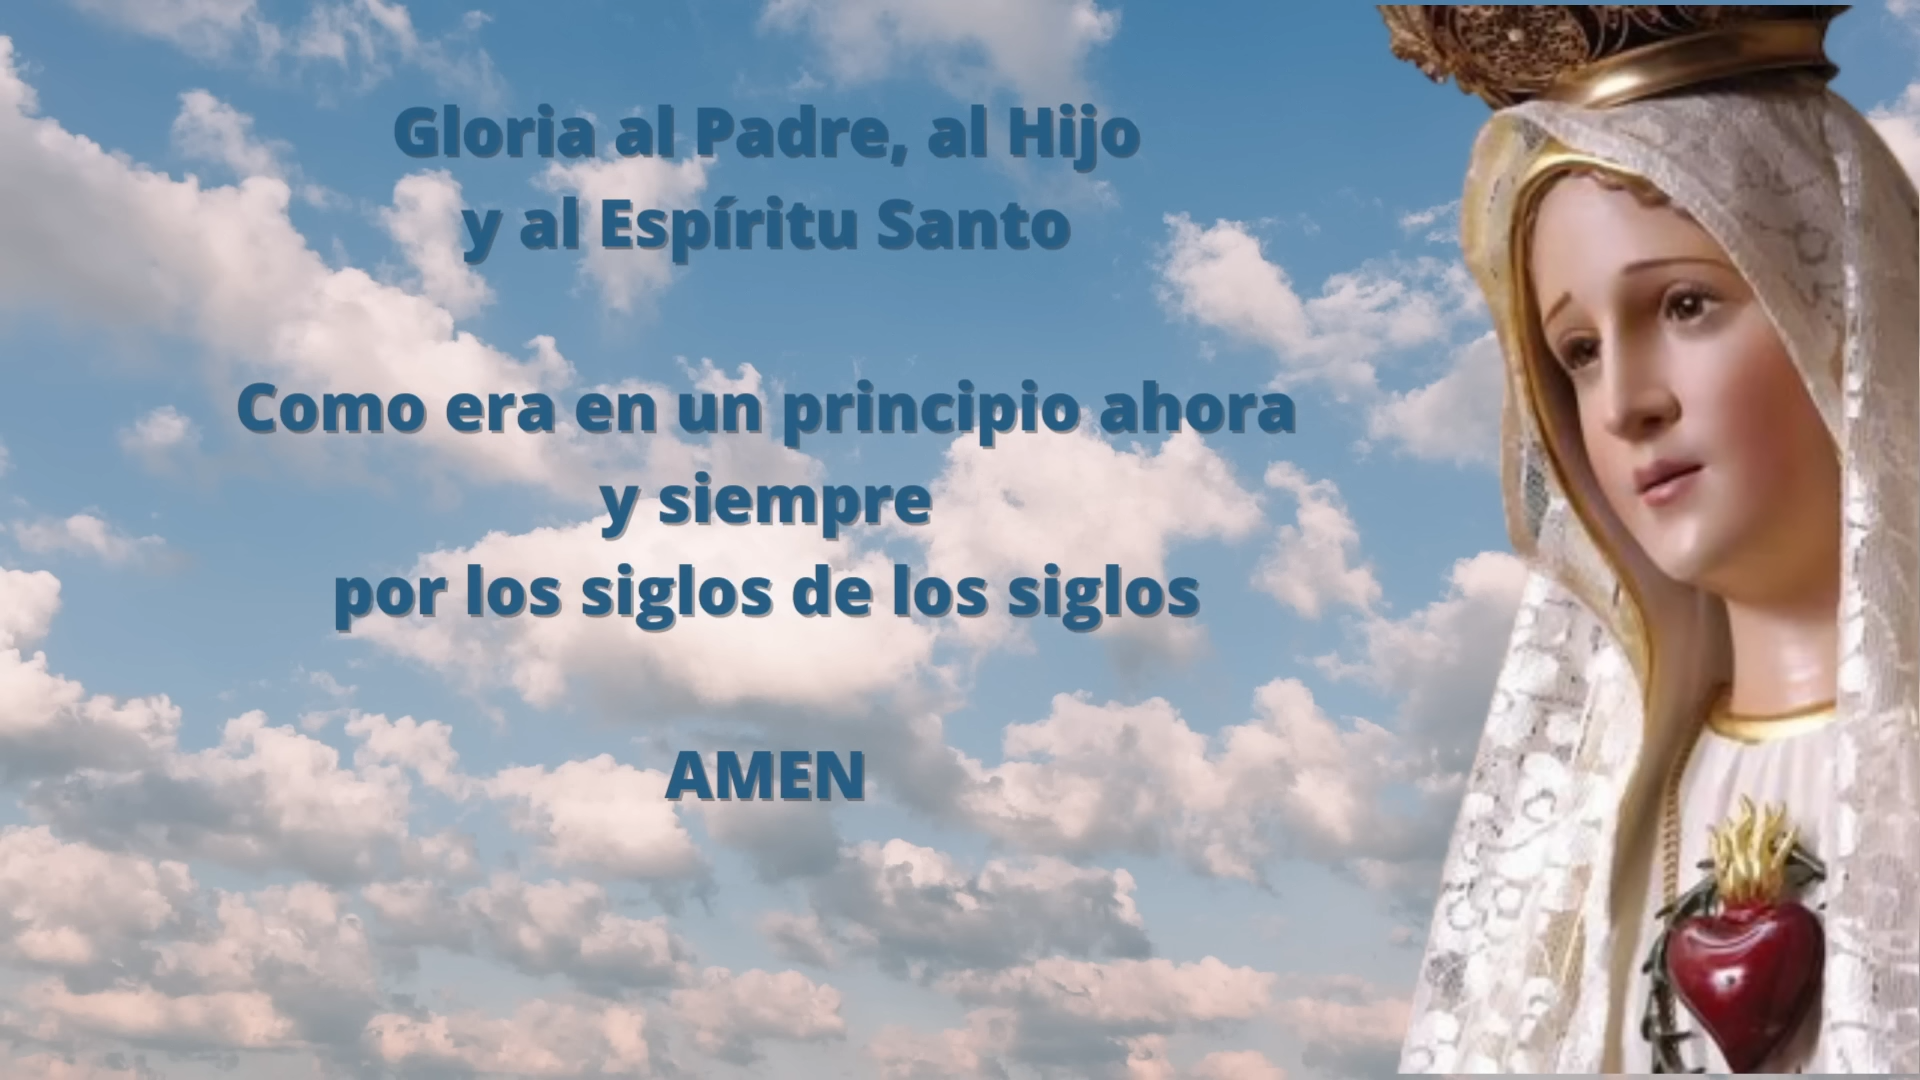 Gloria al Padre, al Hijo
y al Espíritu Santo
Como era en un principio ahora
y siempre
por los siglos de los siglos
AMEN